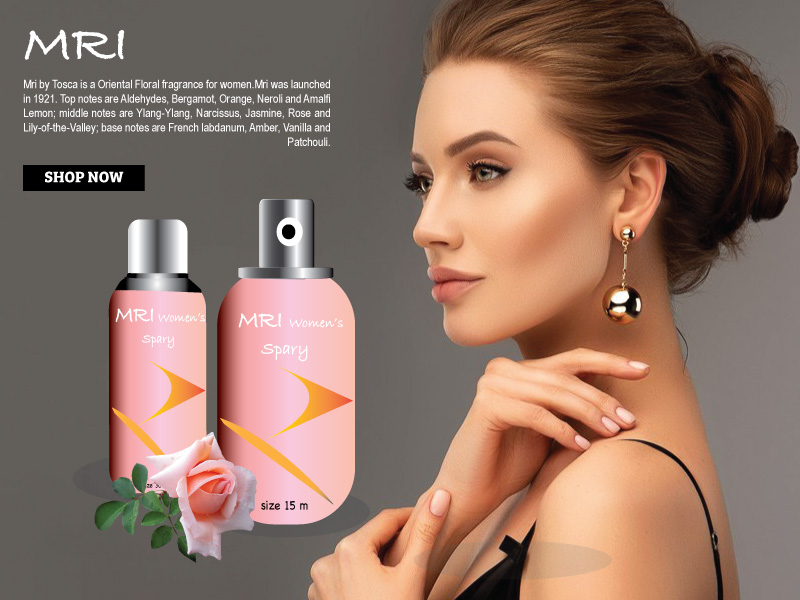 MRI
Mri by Tosca is a Oriental Floral fragrance for women.Mri was launched
in 1921. Top notes are Aldehydes, Bergamot, Orange, Neroli and Amalfi
Lemon; middle notes are Ylang-Ylang, Narcissus, Jasmine, Rose and
Lily-of-the-Valley; base notes are French labdanum, Amber, Vanilla and
Patchouli.
SHOP NOW
MRI Women's
Spary
MRI Women's
Spary
size 15 m